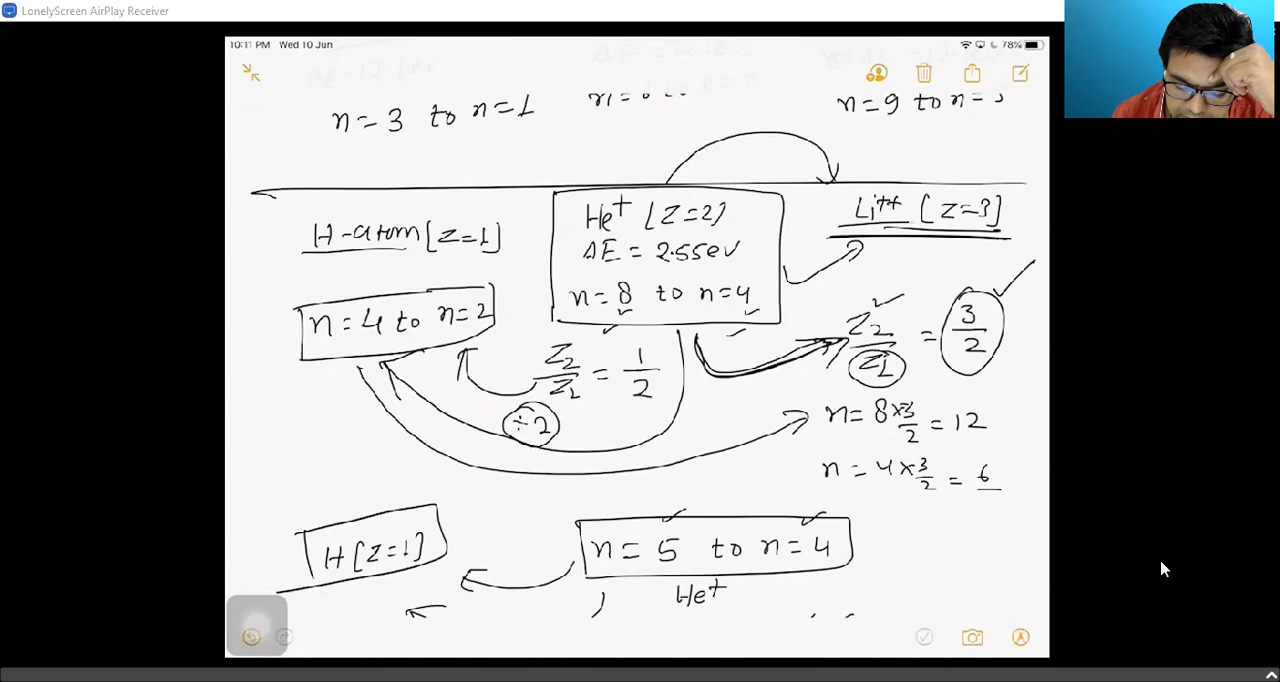 LonelyScreen AirPlay Receiver
10:11 PM Wed 10 Jun
78%
n=3 to n=1
n=9 to n=
H-atom [Z=1]
n=4 to n=2
He+ [Z=2]
ΔE = 2.55eV
n=8 to n=4
Z2/Z1 = 1/2
÷2
Li++ [Z=3]
Z2/Z1 = 3/2
n=8×3/2 = 12
n=4×3/2 = 6
H[Z=1]
n=5 to n=4
He+